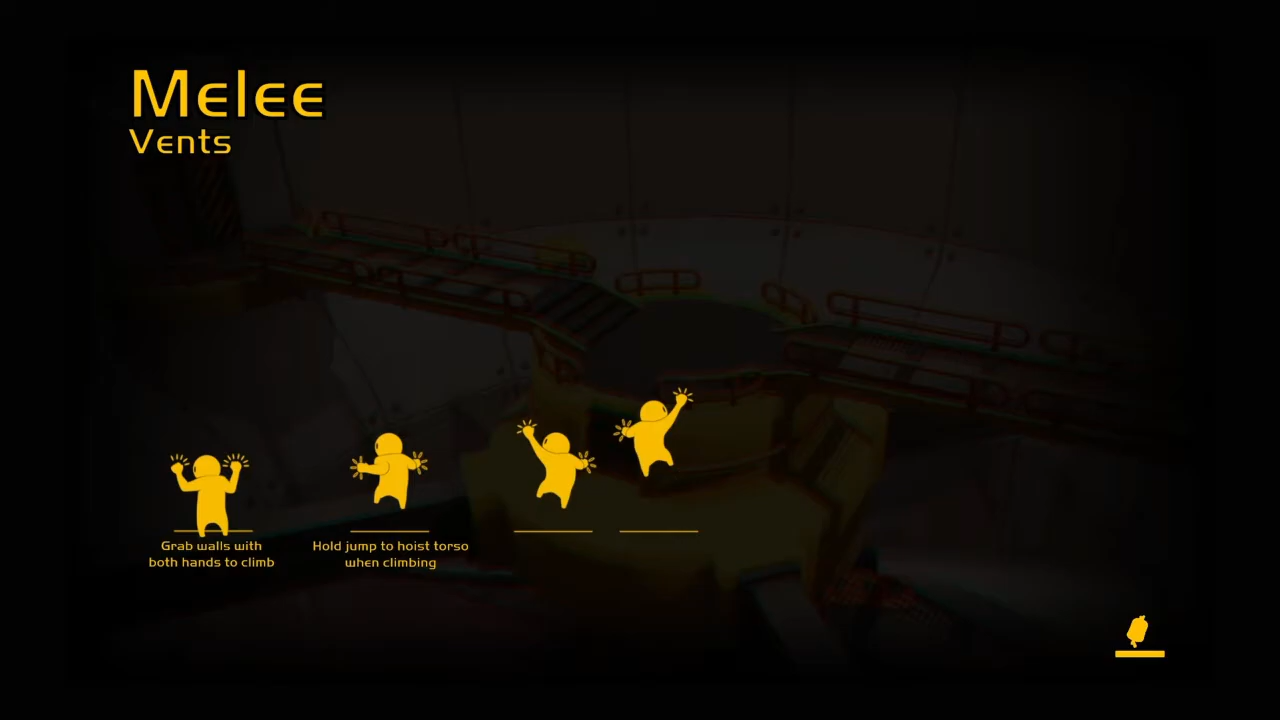 Melee
Vents
Grab walls with
both hands to climb
Hold jump to hoist torso
when climbing